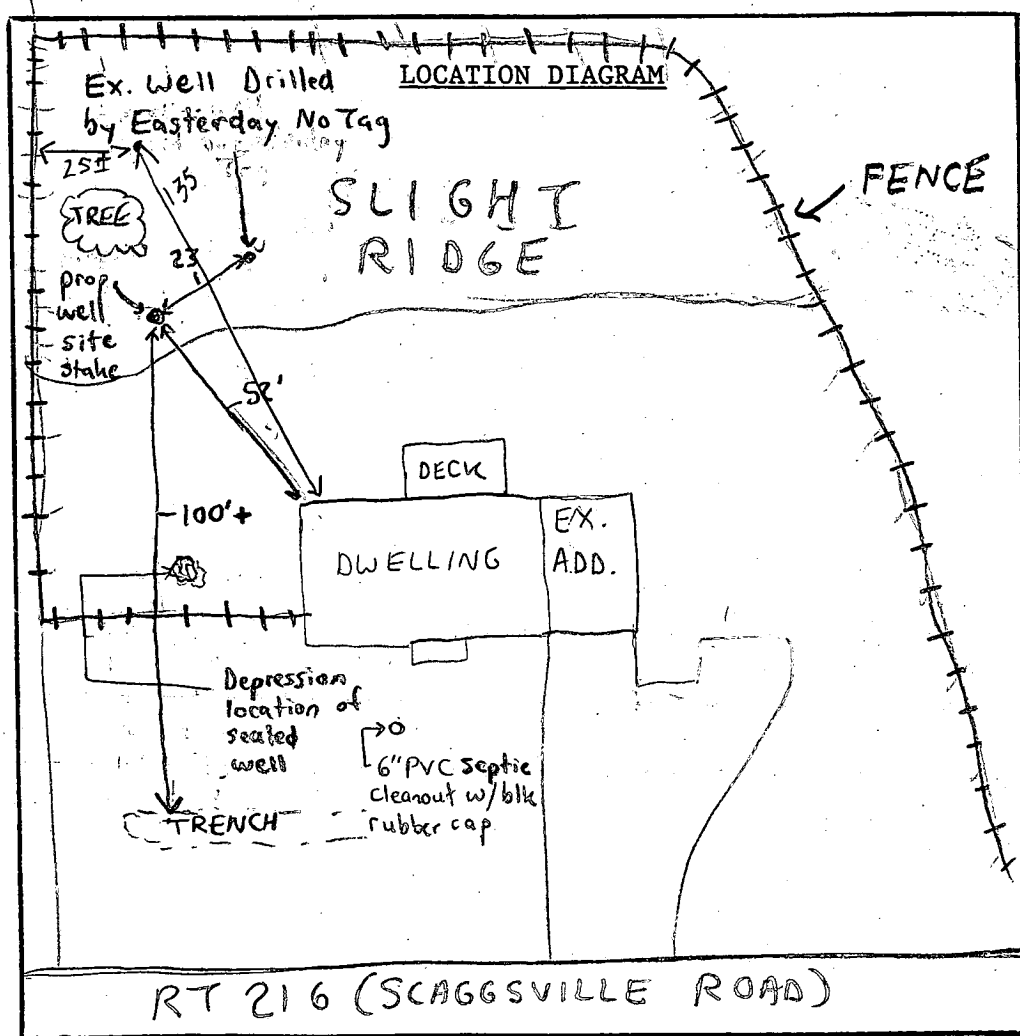 LOCATION DIAGRAM
Ex. Well Drilled
by Easterday No Tag
25±
135
TREE
SLIGHT
RIDGE
FENCE
23'
prop
well
site
stake
52'
DECK
100'+
DWELLING
EX.
ADD.
Depression
location of
sealed
well
6" PVC septic
cleanout w/blk
rubber cap
TRENCH
RT 216 (SCAGGSVILLE ROAD)